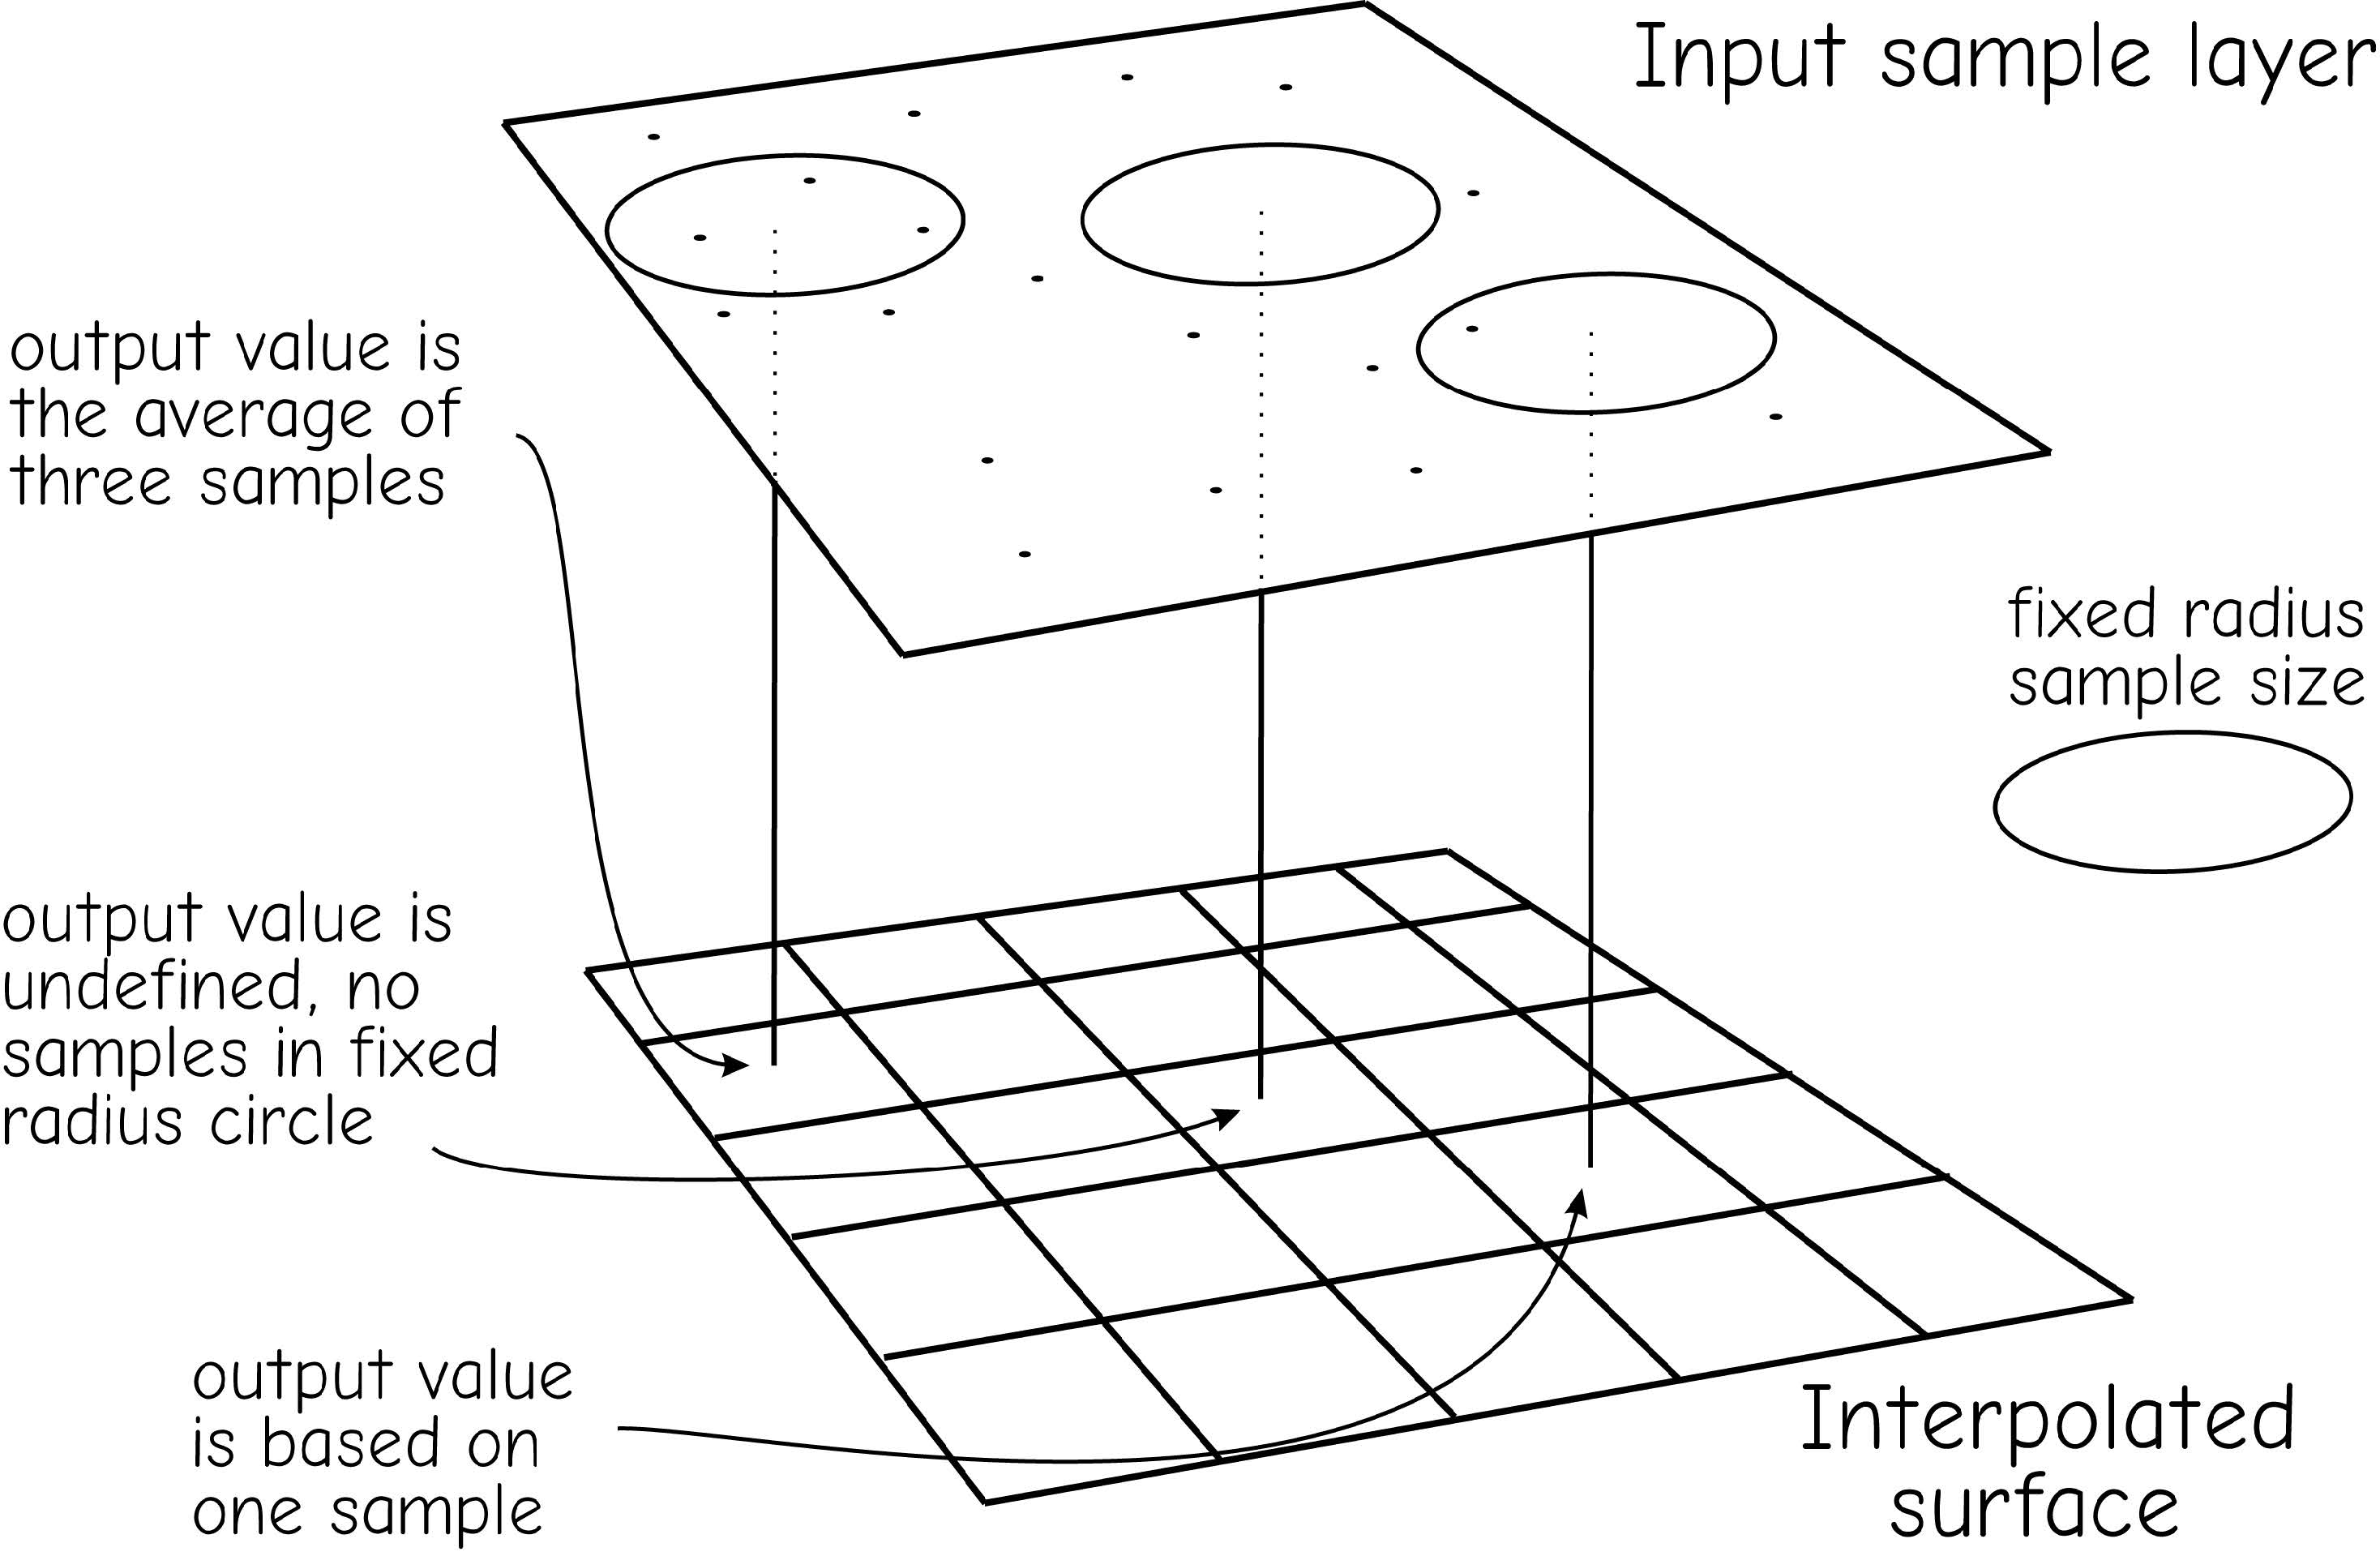 Input sample layer
output value is
the average of
three samples
fixed radius
sample size
output value is
undefined, no
samples in fixed
radius circle
output value
is based on
one sample
Interpolated
surface